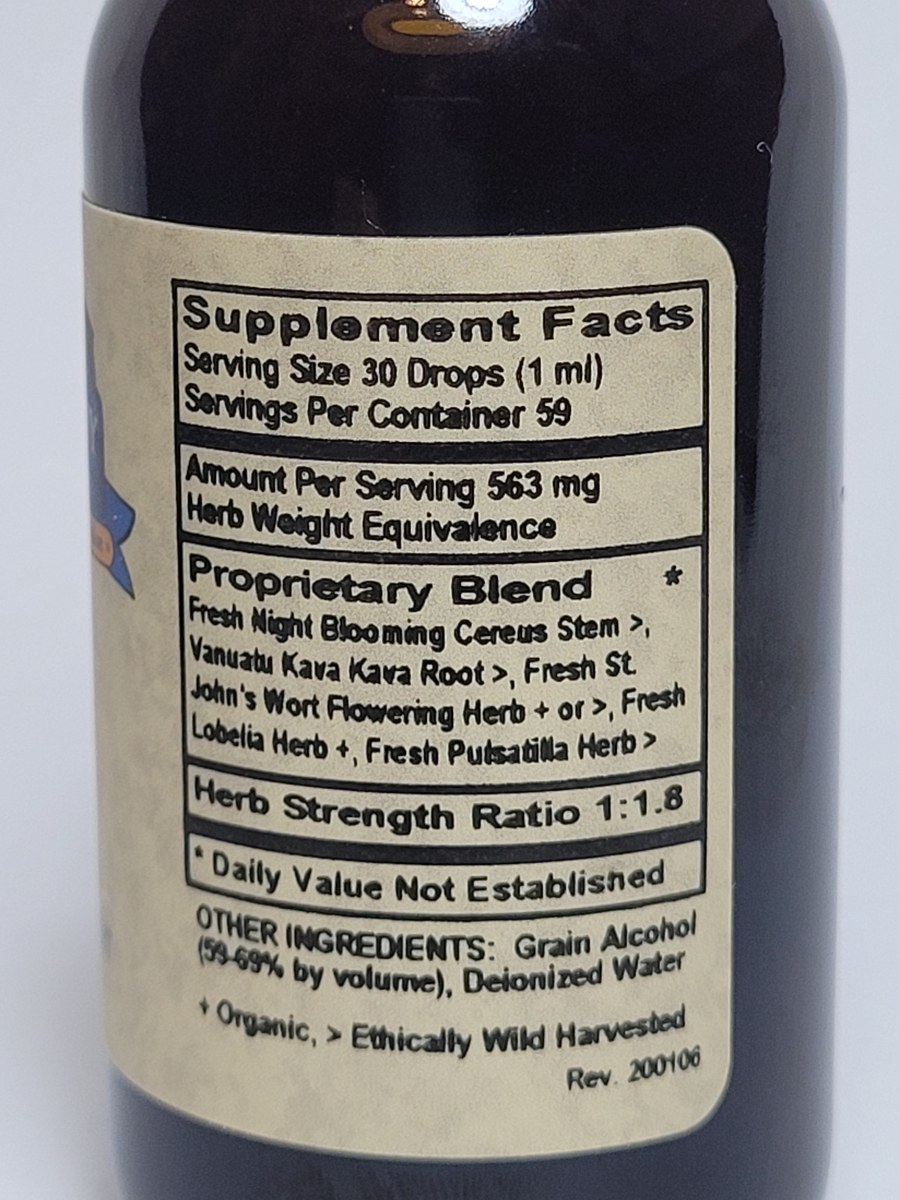 Supplement Facts
Serving Size 30 Drops (1 ml)
Servings Per Container 59
Amount Per Serving 563 mg
Herb Weight Equivalence
Proprietary Blend *
Fresh Night Blooming Cereus Stem >,
Vanuatu Kava Kava Root >, Fresh St.
John's Wort Flowering Herb + or >, Fresh
Lobelia Herb +, Fresh Pulsatilla Herb >
Herb Strength Ratio 1:1.8
* Daily Value Not Established
OTHER INGREDIENTS: Grain Alcohol
(59-69% by volume), Deionized Water
+ Organic, > Ethically Wild Harvested
Rev. 200106